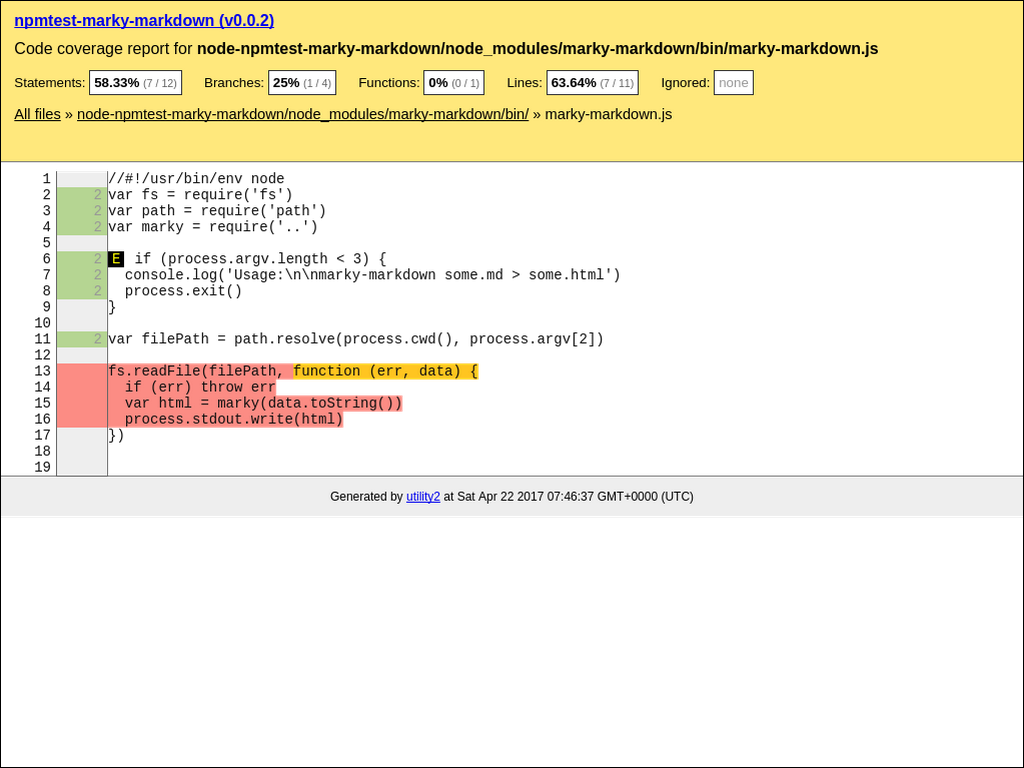 npmtest-marky-markdown (v0.0.2)
Code coverage report for node-npmtest-marky-markdown/node_modules/marky-markdown/bin/marky-markdown.js
Statements: 58.33% (7 / 12) Branches: 25% (1 / 4) Functions: 0% (0 / 1) Lines: 63.64% (7 / 11) Ignored: none
All files » node-npmtest-marky-markdown/node_modules/marky-markdown/bin/ » marky-markdown.js
1 //#!/usr/bin/env node
2 2 var fs = require('fs')
3 2 var path = require('path')
4 2 var marky = require('..')
5
6 2 E if (process.argv.length < 3) {
7 2   console.log('Usage:\n\nmarky-markdown some.md > some.html')
8 2   process.exit()
9 }
10
11 2 var filePath = path.resolve(process.cwd(), process.argv[2])
12
13 fs.readFile(filePath, function (err, data) {
14   if (err) throw err
15   var html = marky(data.toString())
16   process.stdout.write(html)
17 })
18
19
Generated by utility2 at Sat Apr 22 2017 07:46:37 GMT+0000 (UTC)